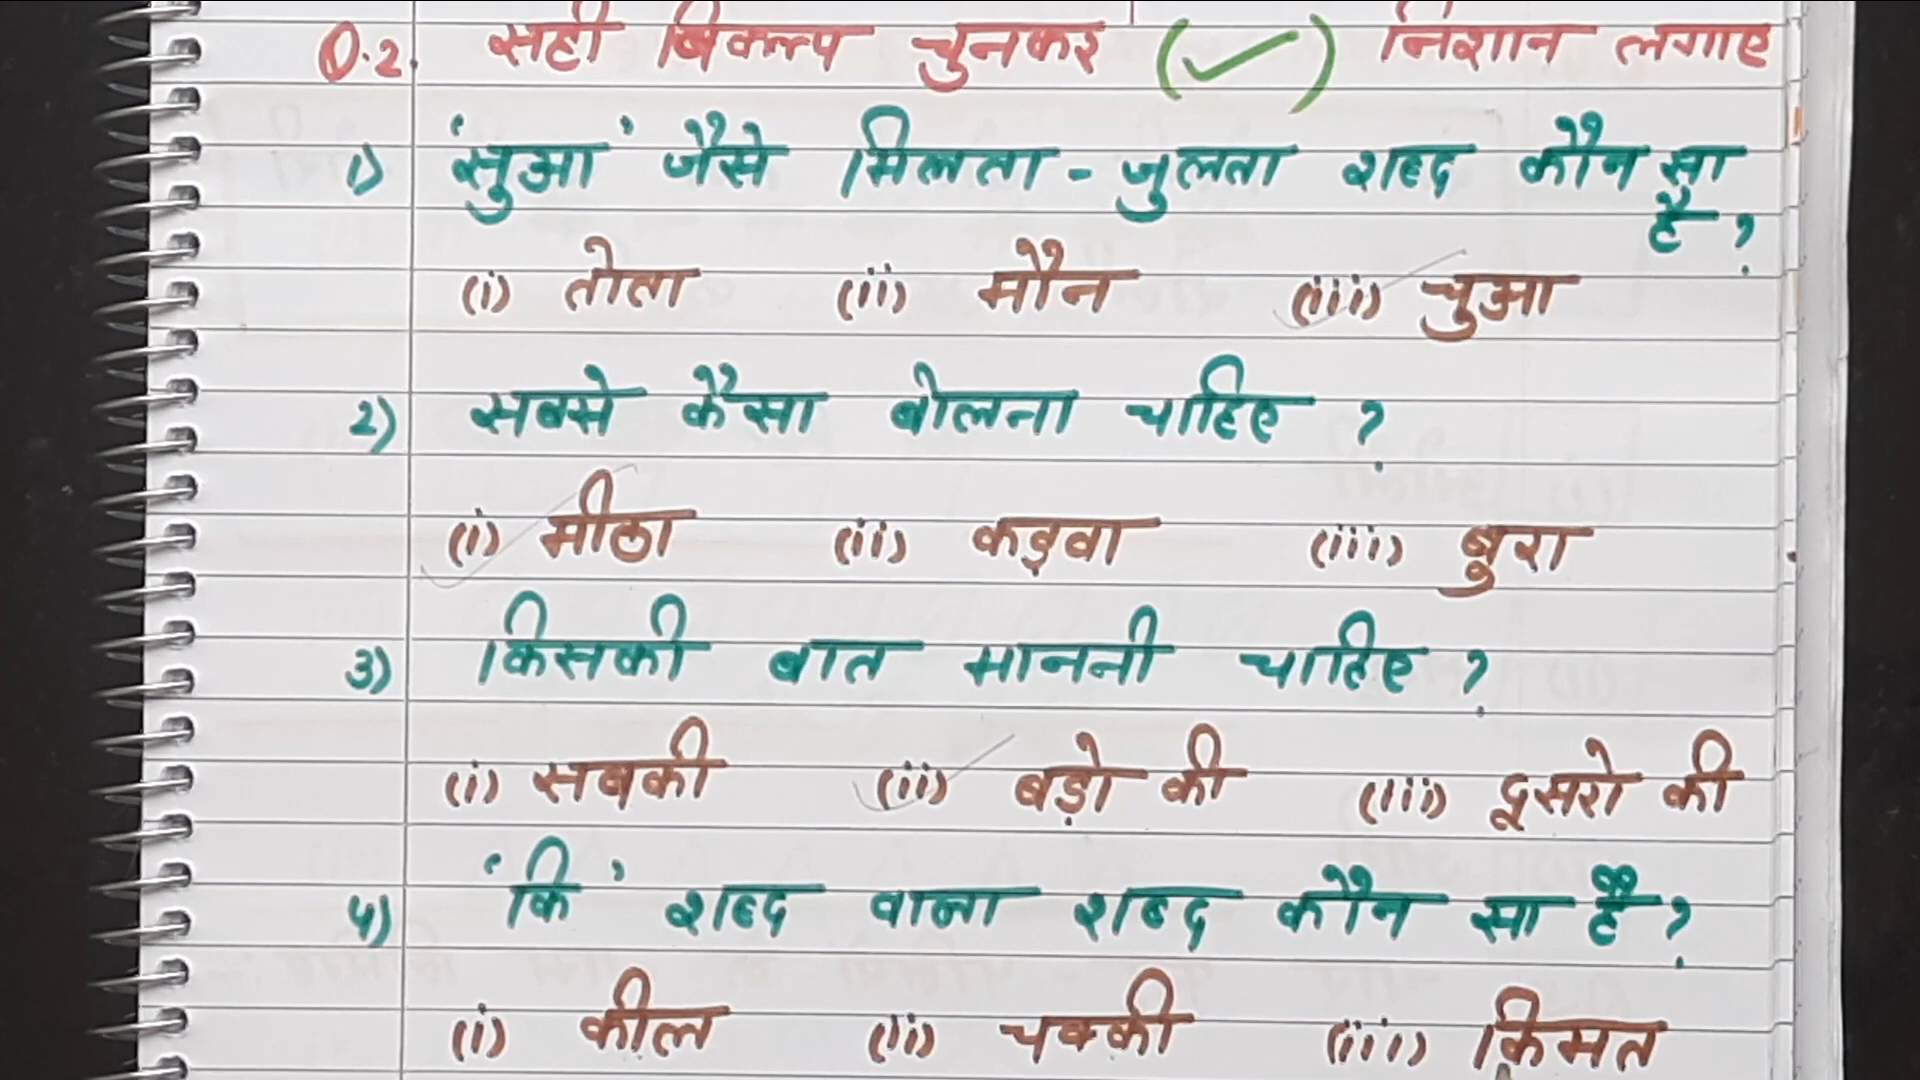 Q.2. सही बिकल्प चुनकर (✓) निशान लगाए
1) 'सुआ' जैसे मिलता - जुलता शब्द कौन सा
है ?
(i) तोता (ii) मौन (iii) चुआ
2) सबसे कैसा बोलना चाहिए ?
(i) मीठा (ii) कड़वा (iii) बुरा
3) किसकी बात माननी चाहिए ?
(i) सबकी (ii) बड़ो की (iii) दूसरो की
4) 'कि' शब्द वाला शब्द कौन सा है ?
(i) कील (ii) चक्की (iii) किमत